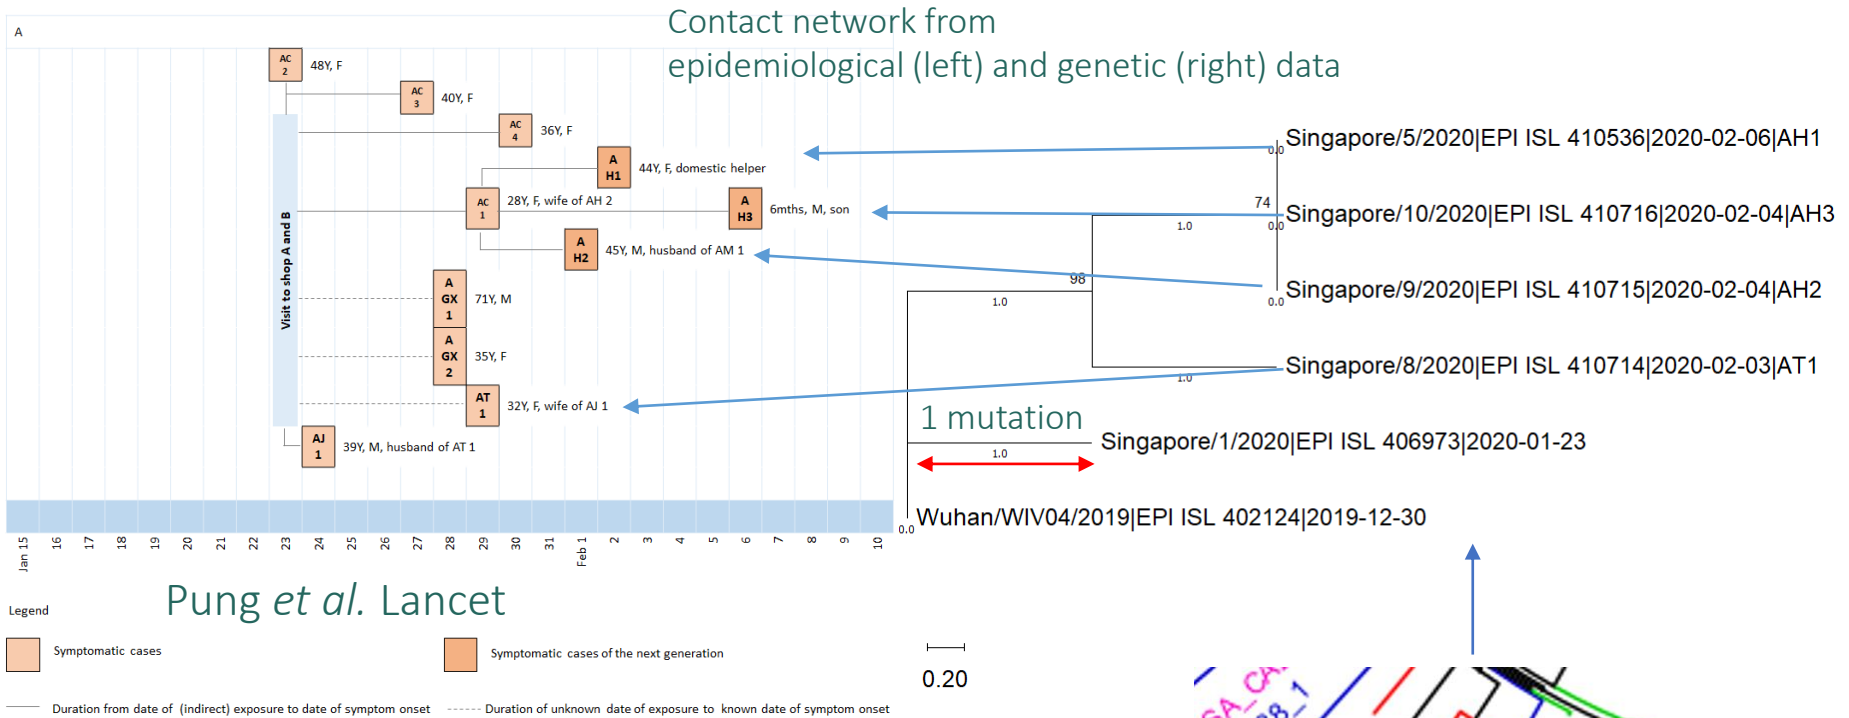 Contact network from
epidemiological (left) and genetic (right) data
A
AC
2
48Y, F
AC
3
40Y, F
AC
4
36Y, F
A
H1
44Y, F, domestic helper
AC
1
28Y, F, wife of AH 2
A
H3
6mths, M, son
A
H2
45Y, M, husband of AM 1
Visit to shop A and B
A
GX
1
71Y, M
A
GX
2
35Y, F
AT
1
32Y, F, wife of AJ 1
AJ
1
39Y, M, husband of AT 1
Jan 15
16
17
18
19
20
21
22
23
24
25
26
27
28
29
30
31
Feb 1
2
3
4
5
6
7
8
9
10
Singapore/5/2020|EPI ISL 410536|2020-02-06|AH1
0.0
74
Singapore/10/2020|EPI ISL 410716|2020-02-04|AH3
1.0
0.0
98
Singapore/9/2020|EPI ISL 410715|2020-02-04|AH2
1.0
0.0
Singapore/8/2020|EPI ISL 410714|2020-02-03|AT1
1.0
1 mutation
Singapore/1/2020|EPI ISL 406973|2020-01-23
1.0
Wuhan/WIV04/2019|EPI ISL 402124|2019-12-30
0.0
Pung et al. Lancet
Legend
Symptomatic cases
Symptomatic cases of the next generation
Duration from date of (indirect) exposure to date of symptom onset
Duration of unknown date of exposure to known date of symptom onset
0.20